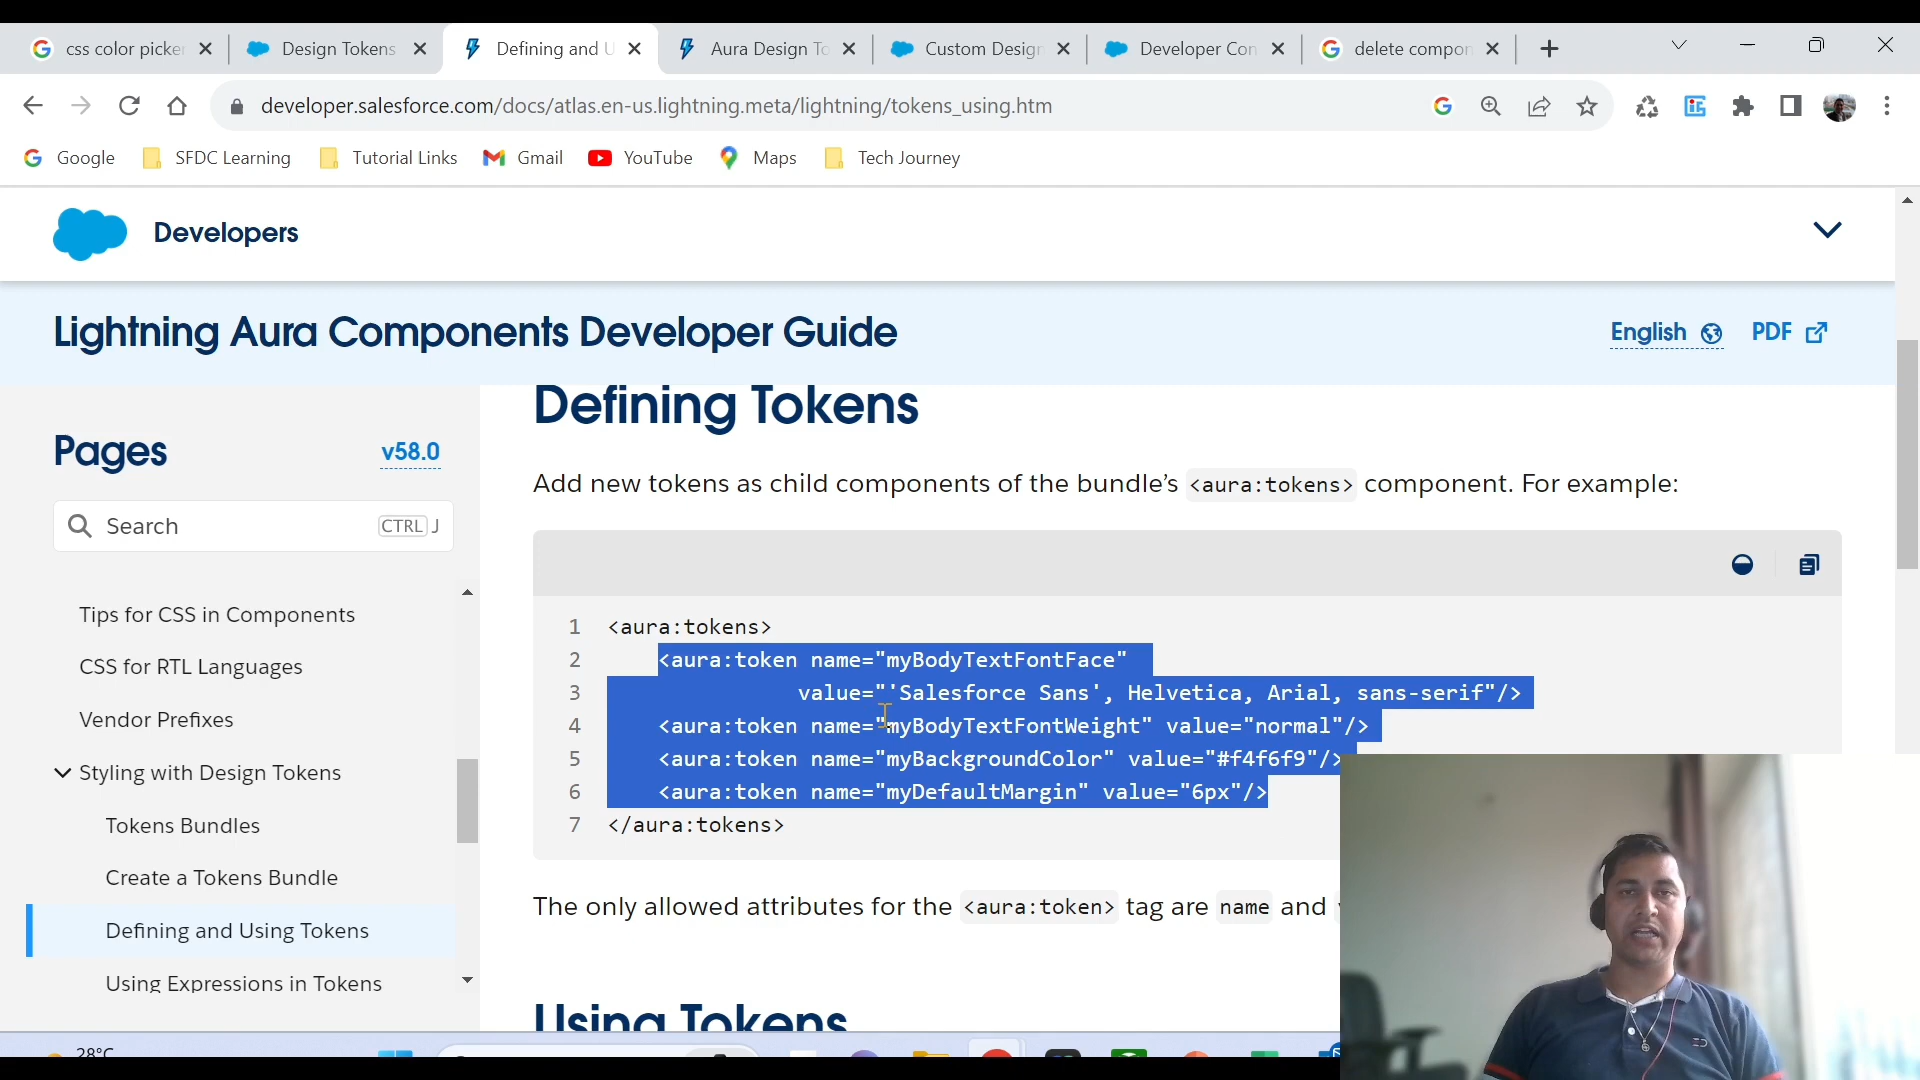 css color picke
Design Tokens
Defining and U
Aura Design To
Custom Design
Developer Con
delete compon
developer.salesforce.com/docs/atlas.en-us.lightning.meta/lightning/tokens_using.htm
Google
SFDC Learning
Tutorial Links
Gmail
YouTube
Maps
Tech Journey
Developers
Lightning Aura Components Developer Guide
English
PDF
Pages
v58.0
Search
CTRL J
Tips for CSS in Components
CSS for RTL Languages
Vendor Prefixes
Styling with Design Tokens
Tokens Bundles
Create a Tokens Bundle
Defining and Using Tokens
Using Expressions in Tokens
Defining Tokens
Add new tokens as child components of the bundle’s <aura:tokens> component. For example:
1 <aura:tokens>
2 <aura:token name="myBodyTextFontFace"
3 value="'Salesforce Sans', Helvetica, Arial, sans-serif"/>
4 <aura:token name="myBodyTextFontWeight" value="normal"/>
5 <aura:token name="myBackgroundColor" value="#f4f6f9"/>
6 <aura:token name="myDefaultMargin" value="6px"/>
7 </aura:tokens>
The only allowed attributes for the <aura:token> tag are name and
Using Tokens
28°C